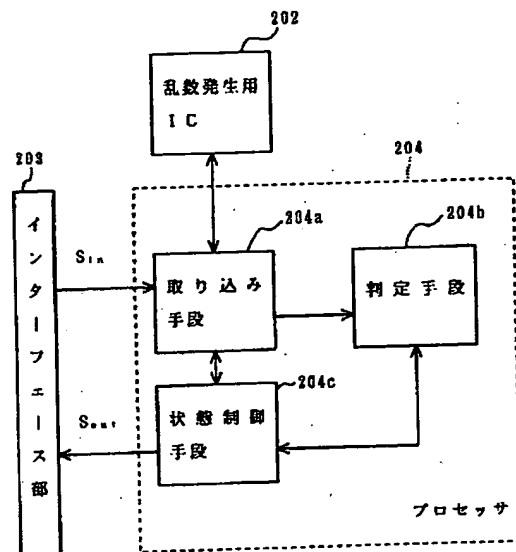 202
乱数発生用
IC
203
204
インターフェース部
Sin
204a
取り込み
手段
204b
判定手段
Sout
204c
状態制御
手段
プロセッサ